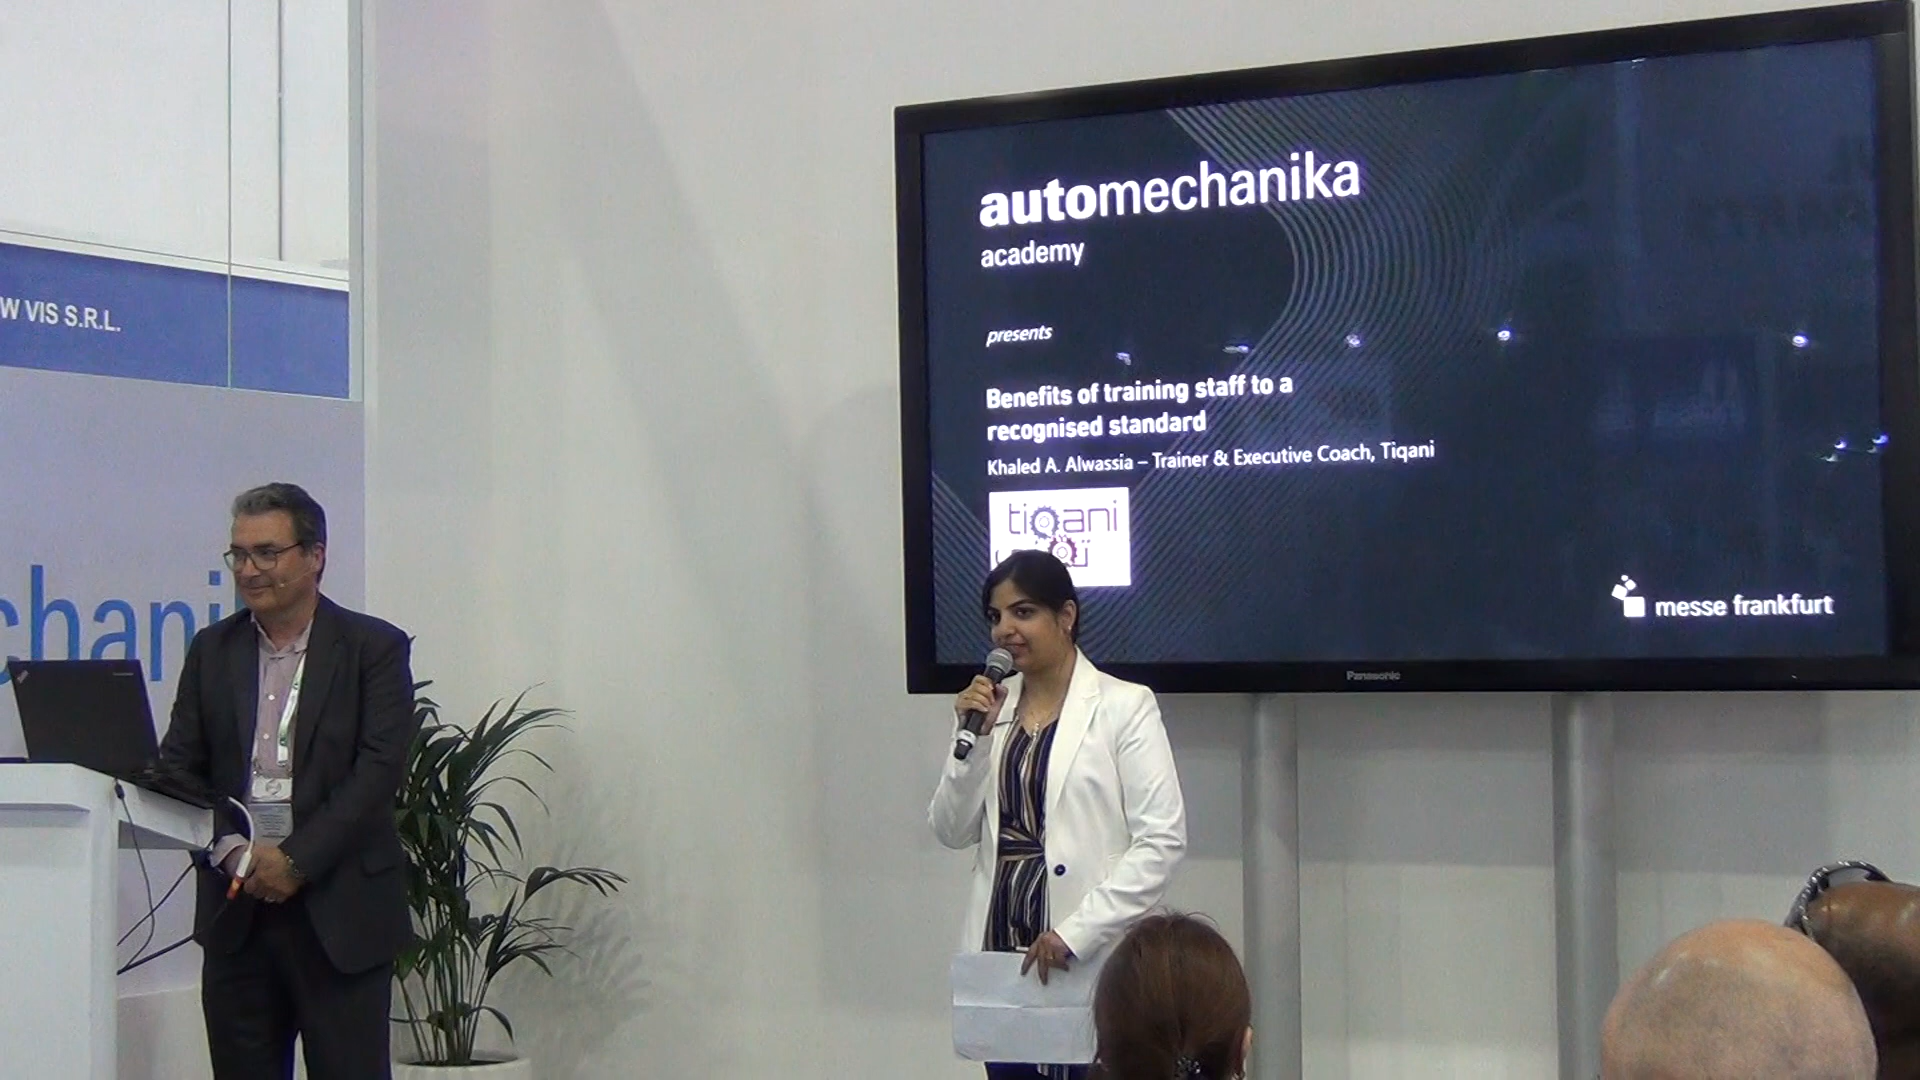 W VIS S.R.L.
chani
automechanika
academy
presents
Benefits of training staff to a
recognised standard
Khaled A. Alwassia – Trainer & Executive Coach, Tiqani
tiqani
messe frankfurt
Panasonic